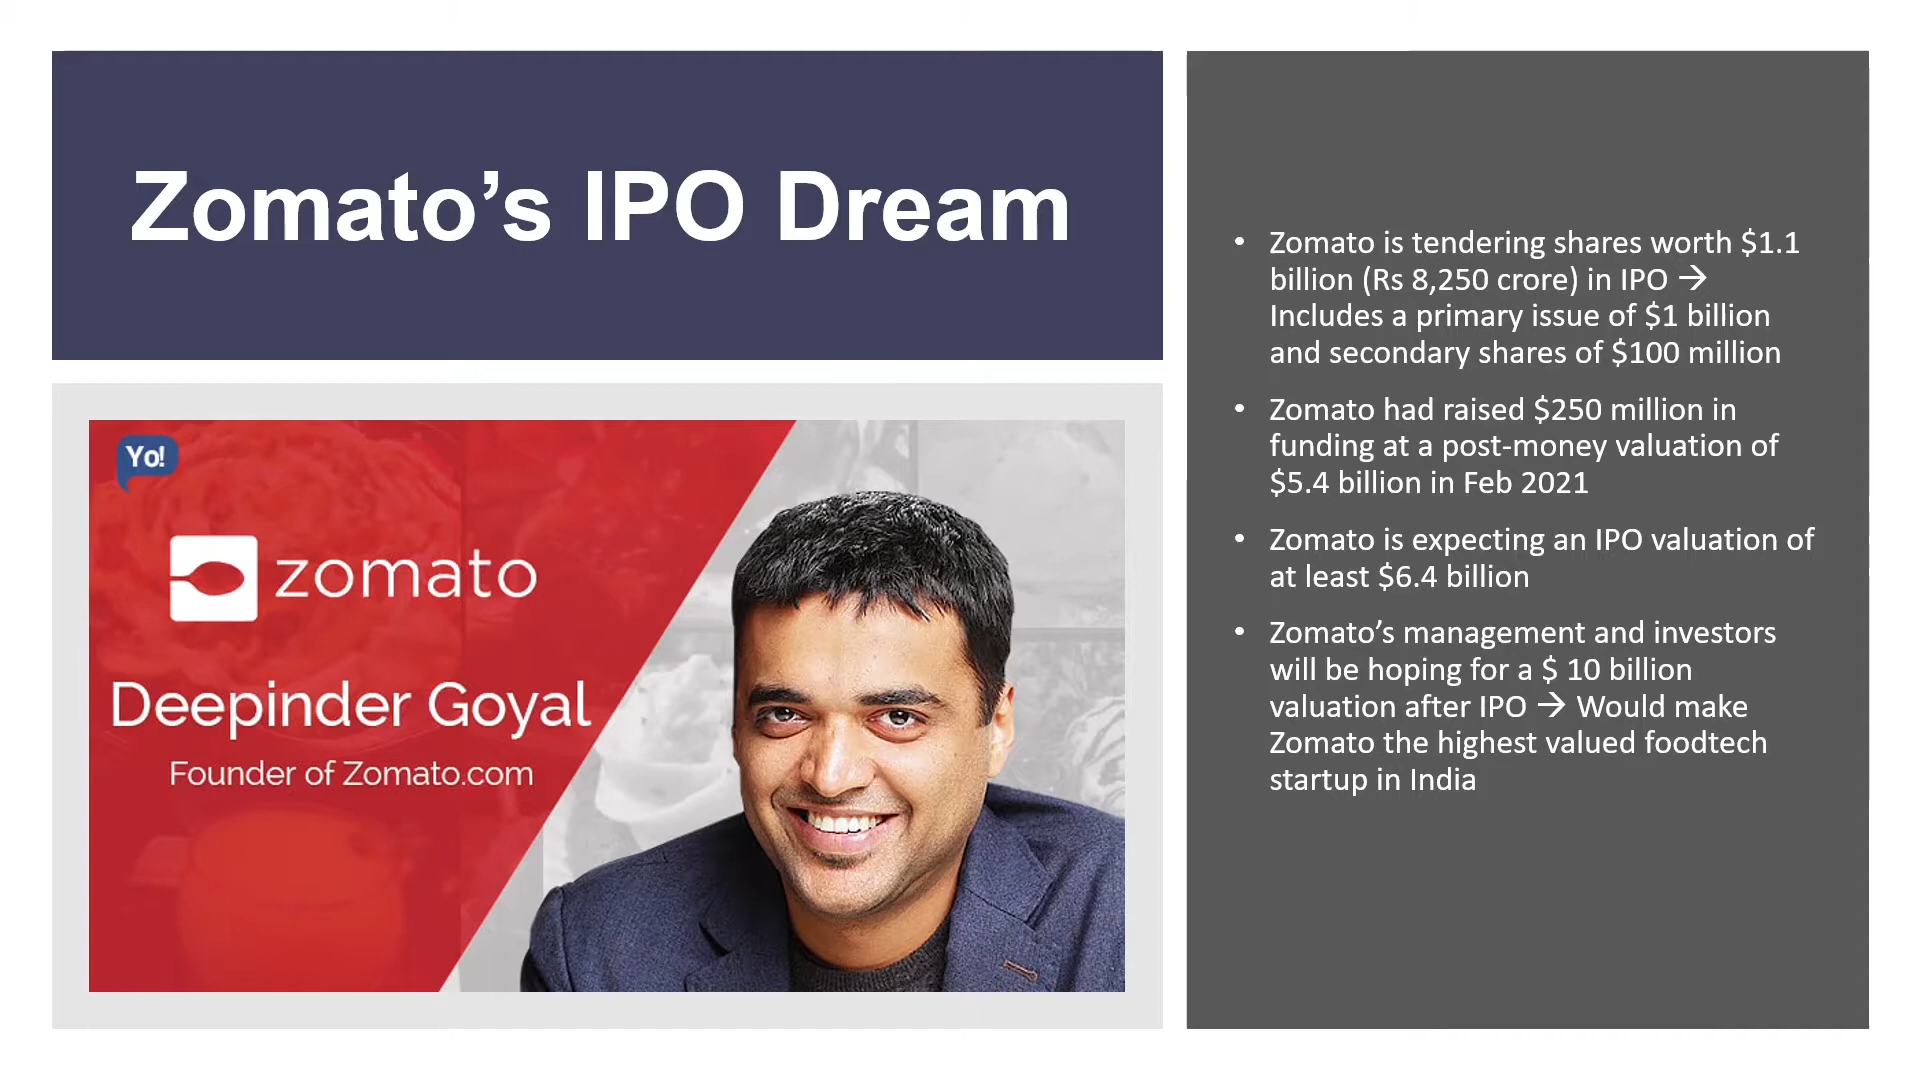 Zomato’s IPO Dream
Yo!
zomato
Deepinder Goyal
Founder of Zomato.com
• Zomato is tendering shares worth $1.1
billion (Rs 8,250 crore) in IPO →
Includes a primary issue of $1 billion
and secondary shares of $100 million
• Zomato had raised $250 million in
funding at a post-money valuation of
$5.4 billion in Feb 2021
• Zomato is expecting an IPO valuation of
at least $6.4 billion
• Zomato’s management and investors
will be hoping for a $ 10 billion
valuation after IPO → Would make
Zomato the highest valued foodtech
startup in India